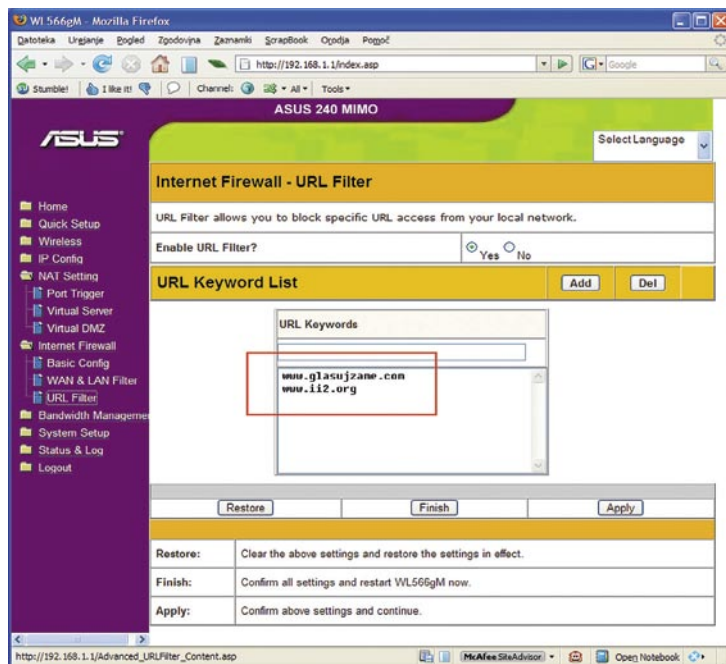 WL566gM - Mozilla Firefox
Datoteka Urejanje Pogled Zgodovina Zaznamki ScrapBook Orodja Pomoč
http://192.168.1.1/index.asp
G Google
Stumble! I like it! Channel: All Tools
ASUS 240 MIMO
ASUS
Select Language
Internet Firewall - URL Filter
URL Filter allows you to block specific URL access from your local network.
Enable URL Filter? Yes No
URL Keyword List Add Del
URL Keywords
www.glasujzame.com
www.ii2.org
Home
Quick Setup
Wireless
IP Config
NAT Setting
Port Trigger
Virtual Server
Virtual DMZ
Internet Firewall
Basic Config
WAN & LAN Filter
URL Filter
Bandwidth Manageme
System Setup
Status & Log
Logout
Restore Finish Apply
Restore: Clear the above settings and restore the settings in effect.
Finish: Confirm all settings and restart WL566gM now.
Apply: Confirm above settings and continue.
http://192.168.1.1/Advanced_URLFilter_Content.asp McAfee SiteAdvisor Open Notebook